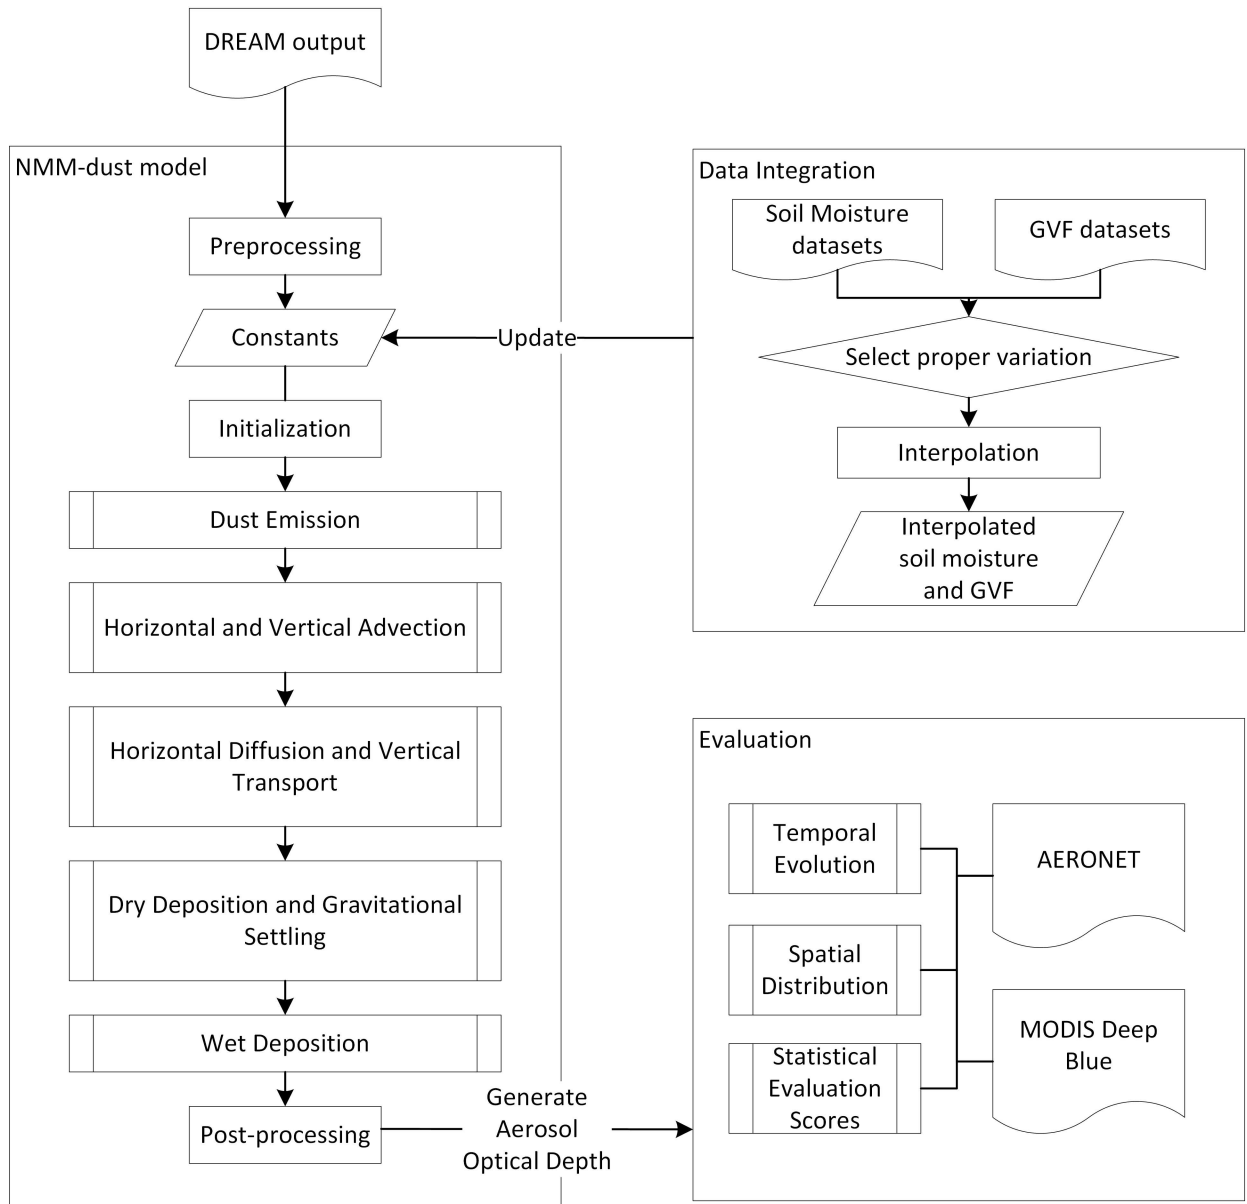 DREAM output
NMM-dust model
Preprocessing
Constants
Initialization
Dust Emission
Horizontal and Vertical Advection
Horizontal Diffusion and Vertical
Transport
Dry Deposition and Gravitational
Settling
Wet Deposition
Post-processing
Update
Generate
Aerosol
Optical Depth
Data Integration
Soil Moisture
datasets
GVF datasets
Select proper variation
Interpolation
Interpolated
soil moisture
and GVF
Evaluation
Temporal
Evolution
Spatial
Distribution
Statistical
Evaluation
Scores
AERONET
MODIS Deep
Blue